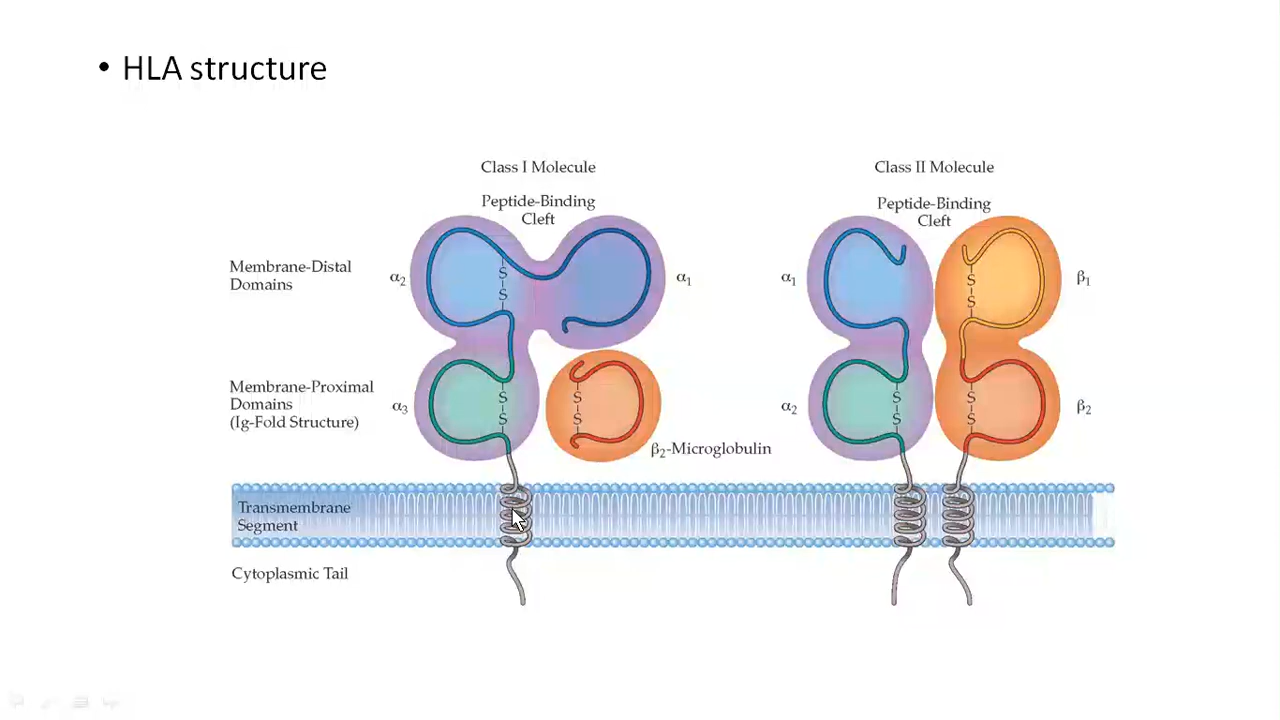 • HLA structure
Class I Molecule
Class II Molecule
Peptide-Binding
Cleft
Peptide-Binding
Cleft
Membrane-Distal
Domains
α₂
S
S
α₁
α₁
S
S
β₁
Membrane-Proximal
Domains
(Ig-Fold Structure)
α₃
S
S
S
S
β₂-Microglobulin
α₂
S
S
S
S
β₂
Transmembrane
Segment
Cytoplasmic Tail